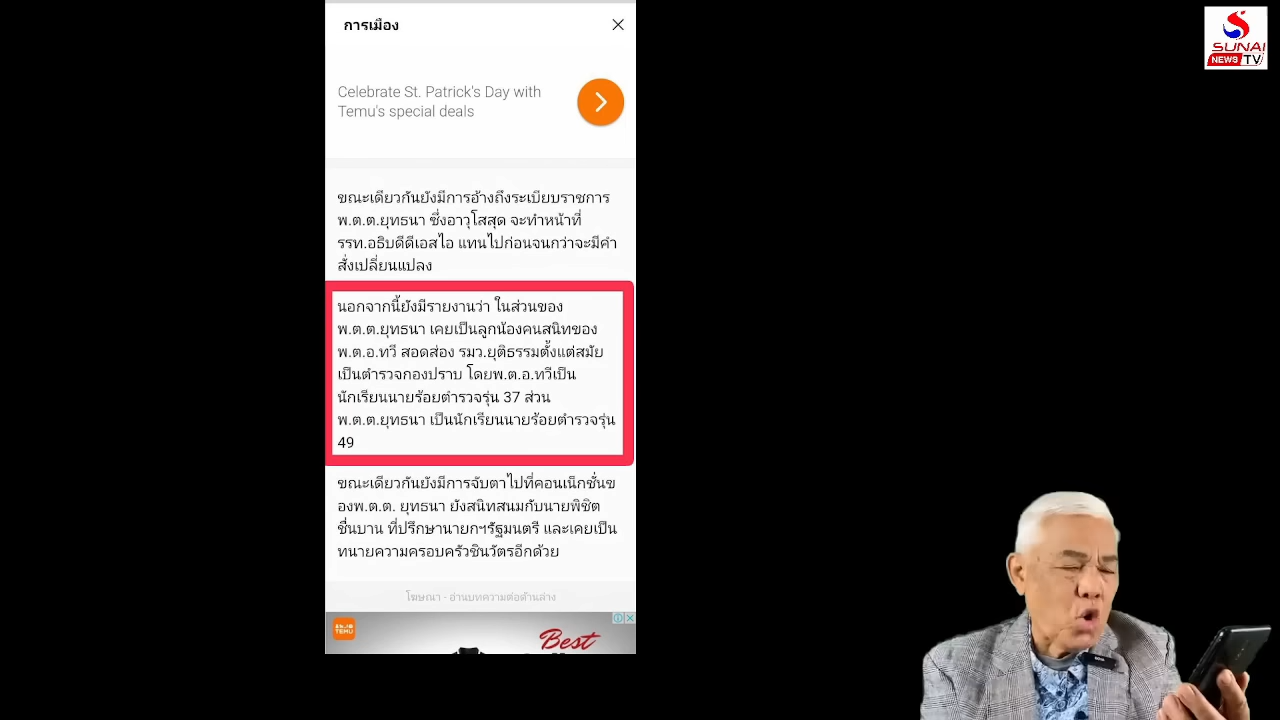 การเมือง
SUNAI
NEWS TV
Celebrate St. Patrick's Day with
Temu's special deals
ขณะเดียวกันยังมีการอ้างถึงระเบียบราชการ
พ.ต.ต.ยุทธนา ซึ่งอาวุโสสุด จะทำหน้าที่
รรท.อธิบดีดีเอสไอ แทนไปก่อนจนกว่าจะมีคำ
สั่งเปลี่ยนแปลง
นอกจากนี้ยังมีรายงานว่า ในส่วนของ
พ.ต.ต.ยุทธนา เคยเป็นลูกน้องคนสนิทของ
พ.ต.อ.ทวี สอดส่อง รมว.ยุติธรรมตั้งแต่สมัย
เป็นตำรวจกองปราบ โดยพ.ต.อ.ทวีเป็น
นักเรียนนายร้อยตำรวจรุ่น 37 ส่วน
พ.ต.ต.ยุทธนา เป็นนักเรียนนายร้อยตำรวจรุ่น
49
ขณะเดียวกันยังมีการจับตาไปที่คอนเน็กชั่นข
องพ.ต.ต. ยุทธนา ยังสนิทสนมกับนายพิชิต
ชื่นบาน ที่ปรึกษานายกฯรัฐมนตรี และเคยเป็น
ทนายความครอบครัวชินวัตรอีกด้วย
โฆษณา - อ่านบทความต่อด้านล่าง
TEMU
Best